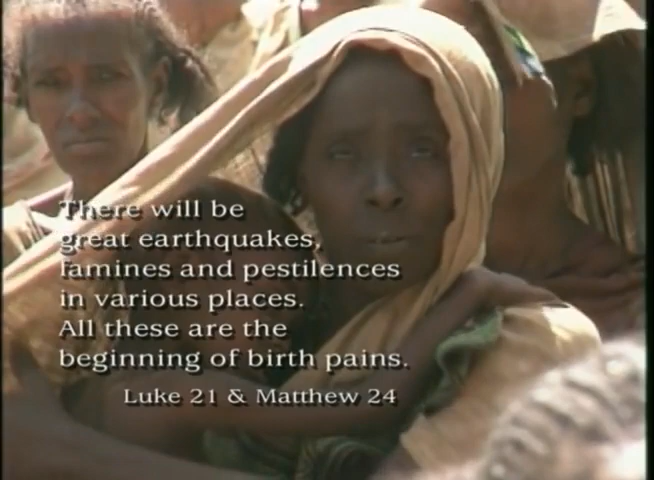 There will be
great earthquakes,
famines and pestilences
in various places.
All these are the
beginning of birth pains.
Luke 21 & Matthew 24